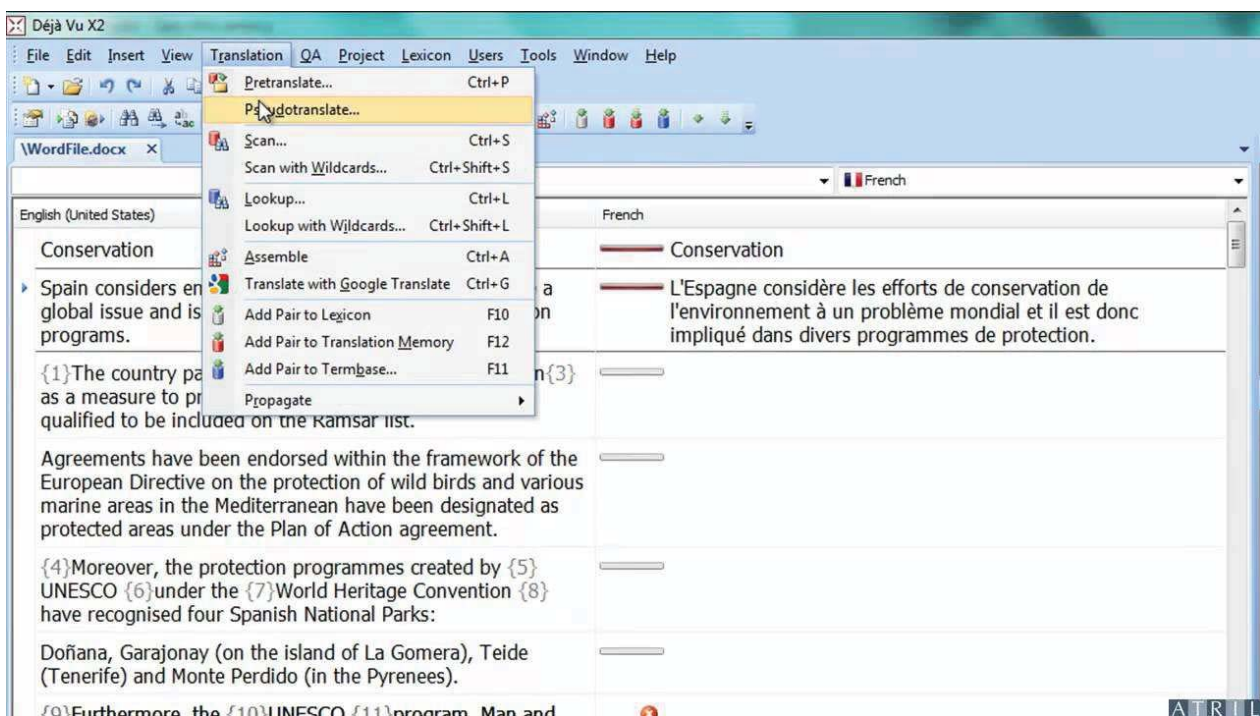 Déjà Vu X2
File Edit Insert View Translation QA Project Lexicon Users Tools Window Help
\WordFile.docx X
French
English (United States) French
Pretranslate... Ctrl+P
Pseudotranslate...
Scan... Ctrl+S
Scan with Wildcards... Ctrl+Shift+S
Lookup... Ctrl+L
Lookup with Wildcards... Ctrl+Shift+L
Assemble Ctrl+A
Translate with Google Translate Ctrl+G
Add Pair to Lexicon F10
Add Pair to Translation Memory F12
Add Pair to Termbase... F11
Propagate
Conservation
Conservation
Spain considers en a
global issue and is on
programs.
L'Espagne considère les efforts de conservation de
l'environnement à un problème mondial et il est donc
impliqué dans divers programmes de protection.
{1}The country pa n{3}
as a measure to pr
qualified to be included on the Ramsar list.
Agreements have been endorsed within the framework of the
European Directive on the protection of wild birds and various
marine areas in the Mediterranean have been designated as
protected areas under the Plan of Action agreement.
{4}Moreover, the protection programmes created by {5}
UNESCO {6}under the {7}World Heritage Convention {8}
have recognised four Spanish National Parks:
Doñana, Garajonay (on the island of La Gomera), Teide
(Tenerife) and Monte Perdido (in the Pyrenees).
{9}Furthermore, the {10}UNESCO {11}program, Man and
ATRIL